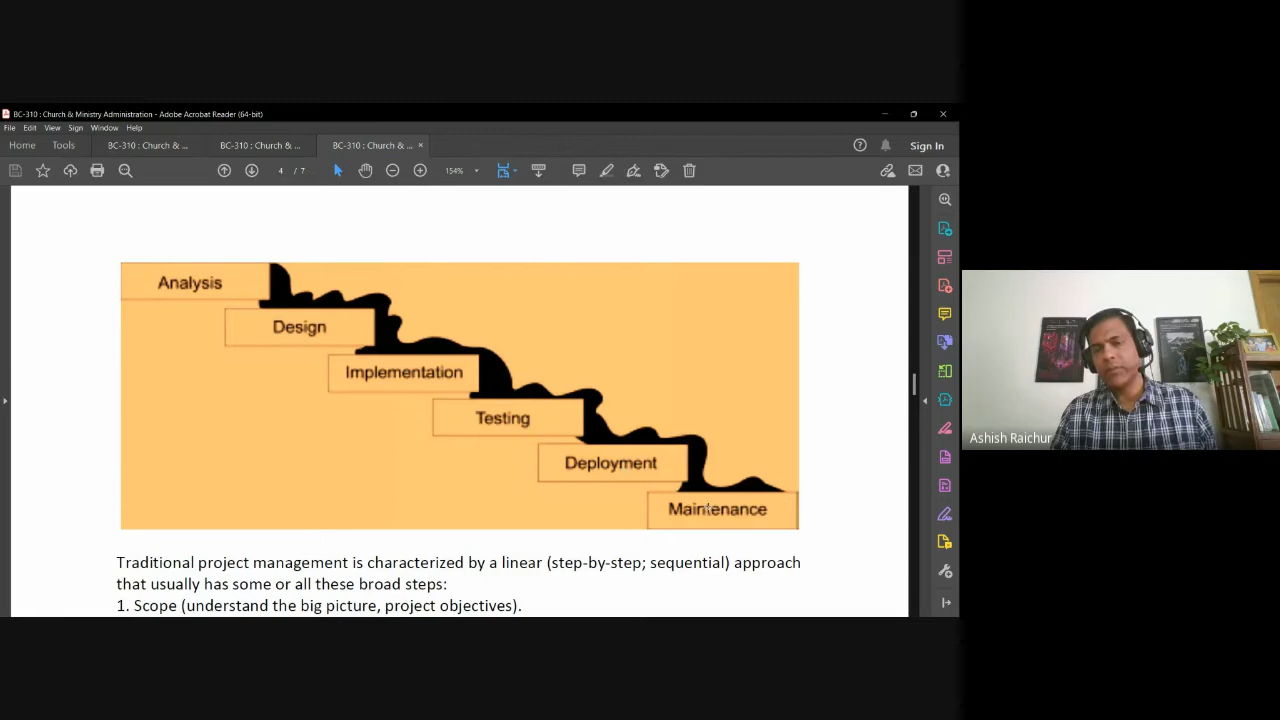 BC-310 : Church & Ministry Administration - Adobe Acrobat Reader (64-bit)
File Edit View Sign Window Help
Home Tools BC-310 : Church & ... BC-310 : Church & ... BC-310 : Church & ... × Sign In
4 / 7 154%
Analysis
Design
Implementation
Testing
Deployment
Maintenance
Traditional project management is characterized by a linear (step-by-step; sequential) approach
that usually has some or all these broad steps:
1. Scope (understand the big picture, project objectives).
Ashish Raichur